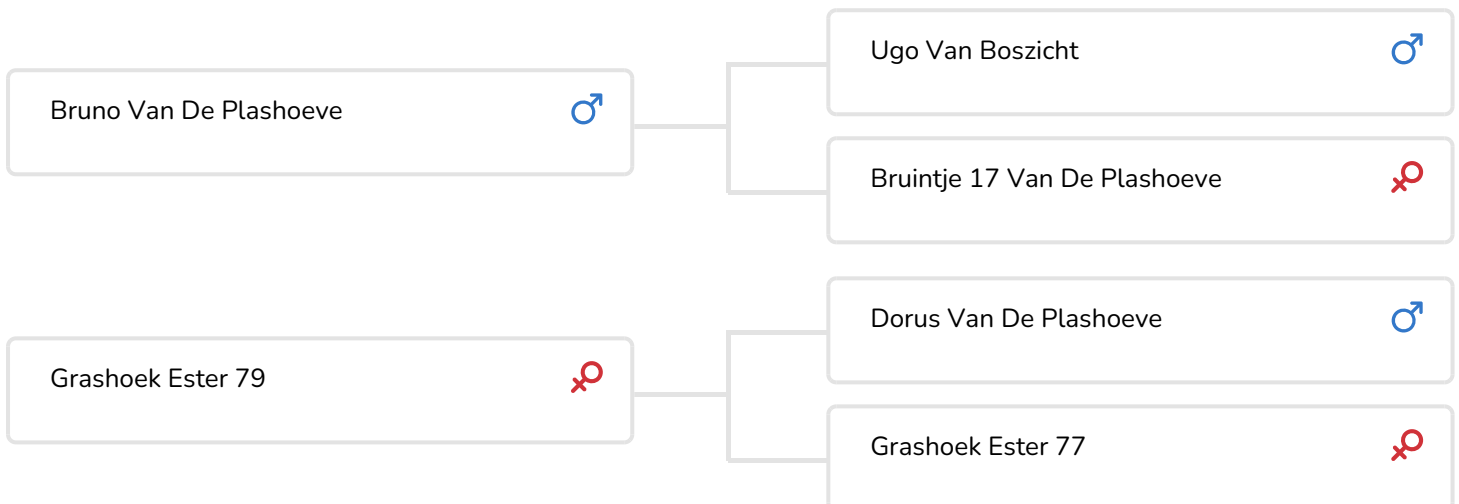 Ugo Van Boszicht
Bruno Van De Plashoeve
Bruintje 17 Van De Plashoeve
Dorus Van De Plashoeve
Grashoek Ester 79
Grashoek Ester 77